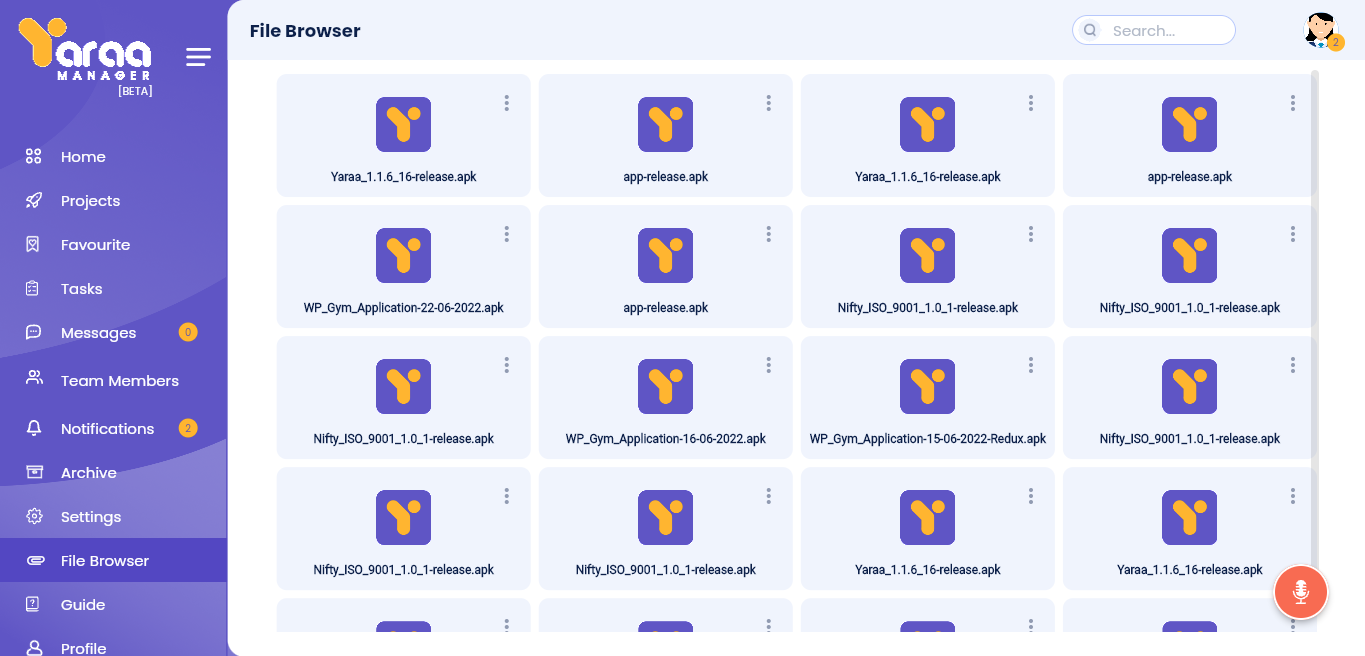 Yaraa
MANAGER
[BETA]
Home
Projects
Favourite
Tasks
Messages 0
Team Members
Notifications 2
Archive
Settings
File Browser
Guide
Profile
File Browser
Search...
2
Yaraa_1.1.6_16-release.apk
app-release.apk
Yaraa_1.1.6_16-release.apk
app-release.apk
WP_Gym_Application-22-06-2022.apk
app-release.apk
Nifty_ISO_9001_1.0_1-release.apk
Nifty_ISO_9001_1.0_1-release.apk
Nifty_ISO_9001_1.0_1-release.apk
WP_Gym_Application-16-06-2022.apk
WP_Gym_Application-15-06-2022-Redux.apk
Nifty_ISO_9001_1.0_1-release.apk
Nifty_ISO_9001_1.0_1-release.apk
Nifty_ISO_9001_1.0_1-release.apk
Yaraa_1.1.6_16-release.apk
Yaraa_1.1.6_16-release.apk